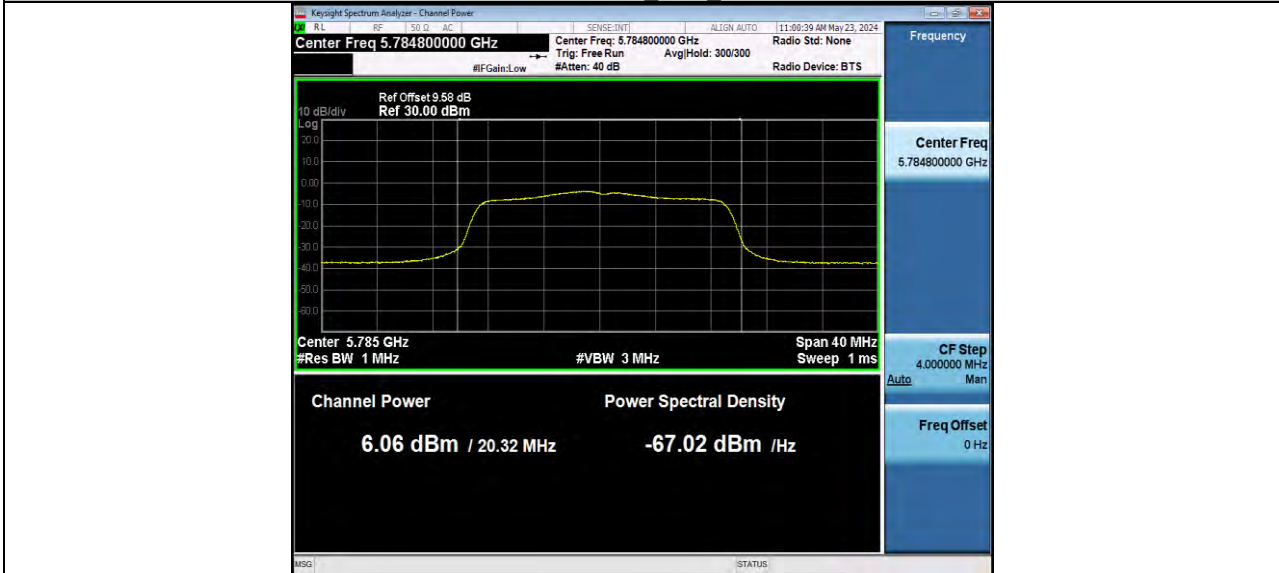 Keysight Spectrum Analyzer - Channel Power
RL RF 50 Ω AC SENSE:INT ALIGN AUTO 11:00:39 AM May 23, 2024
Center Freq 5.784800000 GHz
Center Freq: 5.784800000 GHz Radio Std: None
Trig: Free Run Avg|Hold: 300/300
#IFGain:Low #Atten: 40 dB Radio Device: BTS
Ref Offset 9.58 dB
10 dB/div Ref 30.00 dBm
Log
20.0
10.0
0.00
-10.0
-20.0
-30.0
-40.0
-50.0
-60.0
Center 5.785 GHz Span 40 MHz
#Res BW 1 MHz #VBW 3 MHz Sweep 1 ms
Channel Power Power Spectral Density
6.06 dBm / 20.32 MHz -67.02 dBm /Hz
MSG STATUS
Frequency
Center Freq
5.784800000 GHz
CF Step
4.000000 MHz
Auto Man
Freq Offset
0 Hz